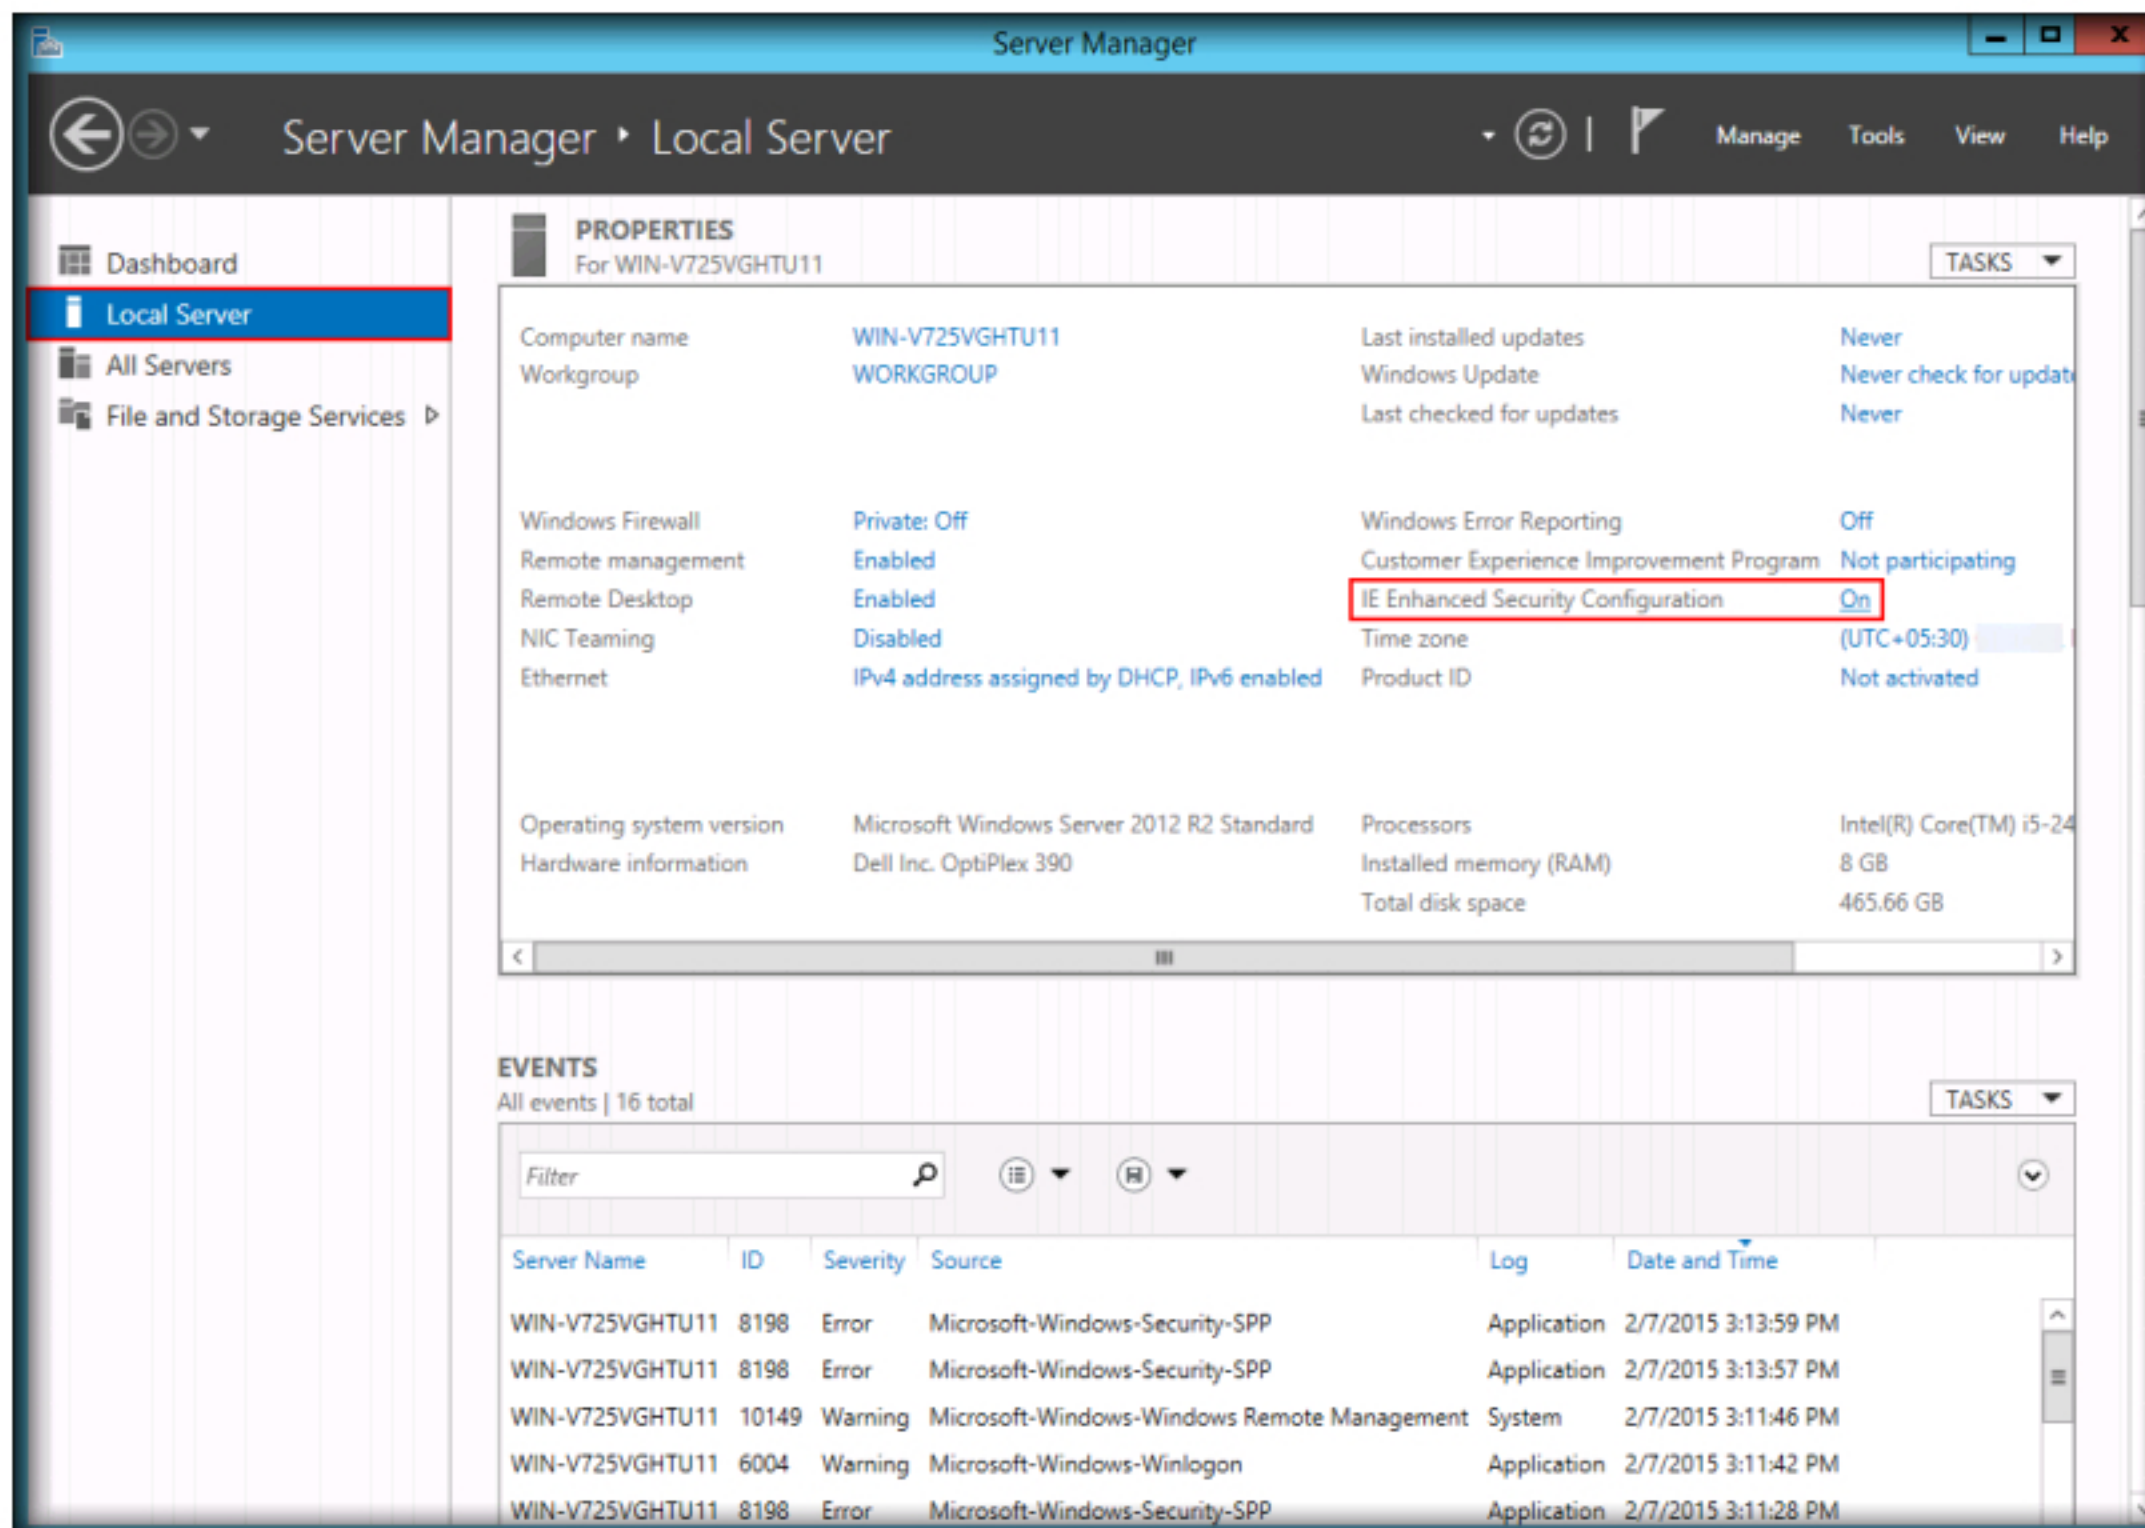 Server Manager
Server Manager ‣ Local Server
Manage Tools View Help
Dashboard
Local Server
All Servers
File and Storage Services
PROPERTIES
For WIN-V725VGHTU11
TASKS
Computer name WIN-V725VGHTU11 Last installed updates Never
Workgroup WORKGROUP Windows Update Never check for update
Last checked for updates Never
Windows Firewall Private: Off Windows Error Reporting Off
Remote management Enabled Customer Experience Improvement Program Not participating
Remote Desktop Enabled IE Enhanced Security Configuration On
NIC Teaming Disabled Time zone (UTC+05:30)
Ethernet IPv4 address assigned by DHCP, IPv6 enabled Product ID Not activated
Operating system version Microsoft Windows Server 2012 R2 Standard Processors Intel(R) Core(TM) i5-24
Hardware information Dell Inc. OptiPlex 390 Installed memory (RAM) 8 GB
Total disk space 465.66 GB
EVENTS
All events | 16 total
TASKS
Filter
Server Name ID Severity Source Log Date and Time
WIN-V725VGHTU11 8198 Error Microsoft-Windows-Security-SPP Application 2/7/2015 3:13:59 PM
WIN-V725VGHTU11 8198 Error Microsoft-Windows-Security-SPP Application 2/7/2015 3:13:57 PM
WIN-V725VGHTU11 10149 Warning Microsoft-Windows-Windows Remote Management System 2/7/2015 3:11:46 PM
WIN-V725VGHTU11 6004 Warning Microsoft-Windows-Winlogon Application 2/7/2015 3:11:42 PM
WIN-V725VGHTU11 8198 Error Microsoft-Windows-Security-SPP Application 2/7/2015 3:11:28 PM